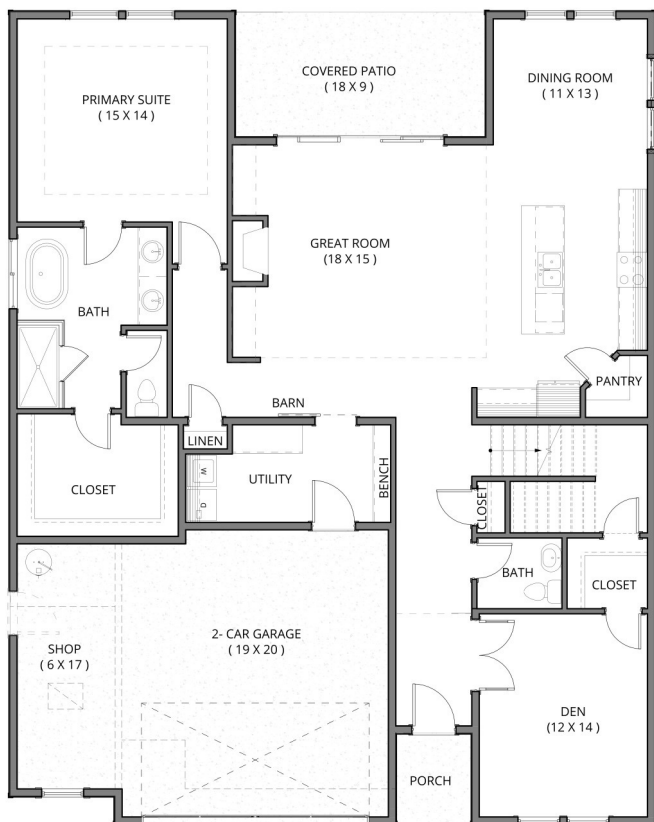 COVERED PATIO
( 18 X 9 )
DINING ROOM
( 11 X 13 )
PRIMARY SUITE
( 15 X 14 )
GREAT ROOM
(18 X 15 )
BATH
PANTRY
BARN
LINEN
UTILITY
BENCH
W
D
CLOSET
CLOSET
BATH
CLOSET
SHOP
( 6 X 17 )
2- CAR GARAGE
( 19 X 20 )
DEN
(12 X 14 )
PORCH